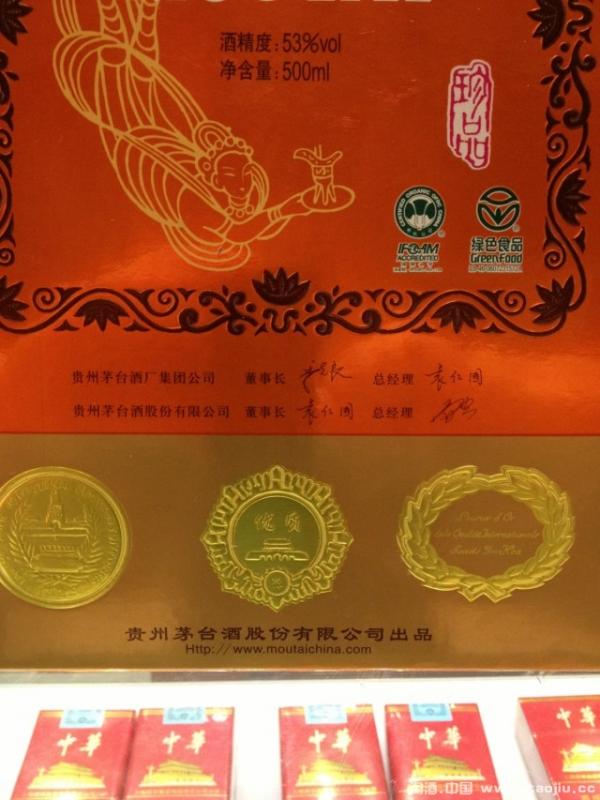 酒精度:53%vol
净含量:500ml
珍品
IFOAM
ACCREDITED
绿色食品
Green Food
贵州茅台酒厂集团公司 董事长 总经理 袁仁国
贵州茅台酒股份有限公司 董事长 袁仁国 总经理
优质
贵州茅台酒股份有限公司出品
Http://www.moutaichina.com
中華
中華
中華
中華
中華